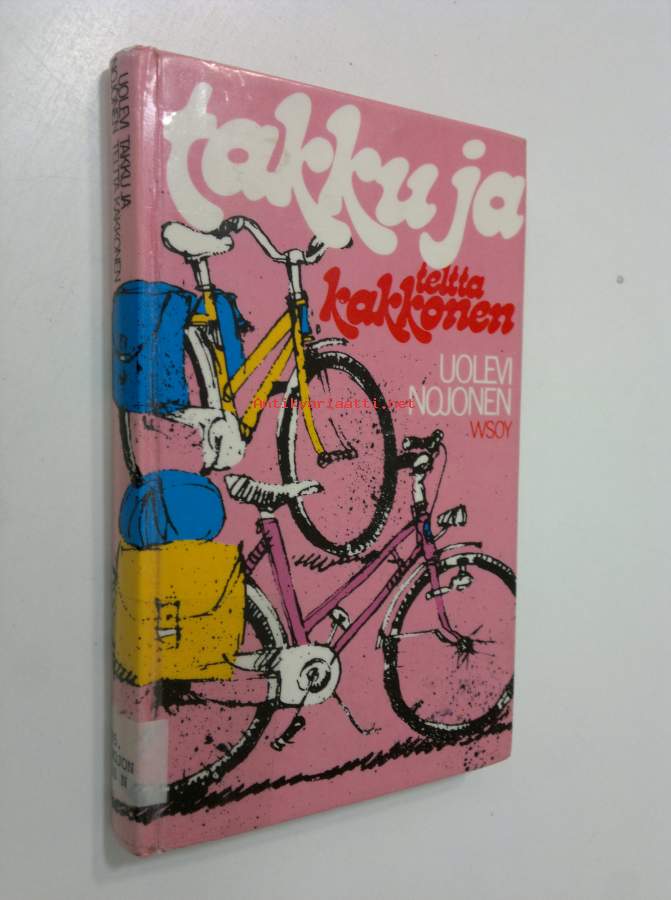 takku ja
teltta
kakkonen
UOLEVI
NOJONEN
WSOY
Antikvariaatti.net
UOLEVI TAKKU JA
NOJONEN TELTTA KAKKONEN